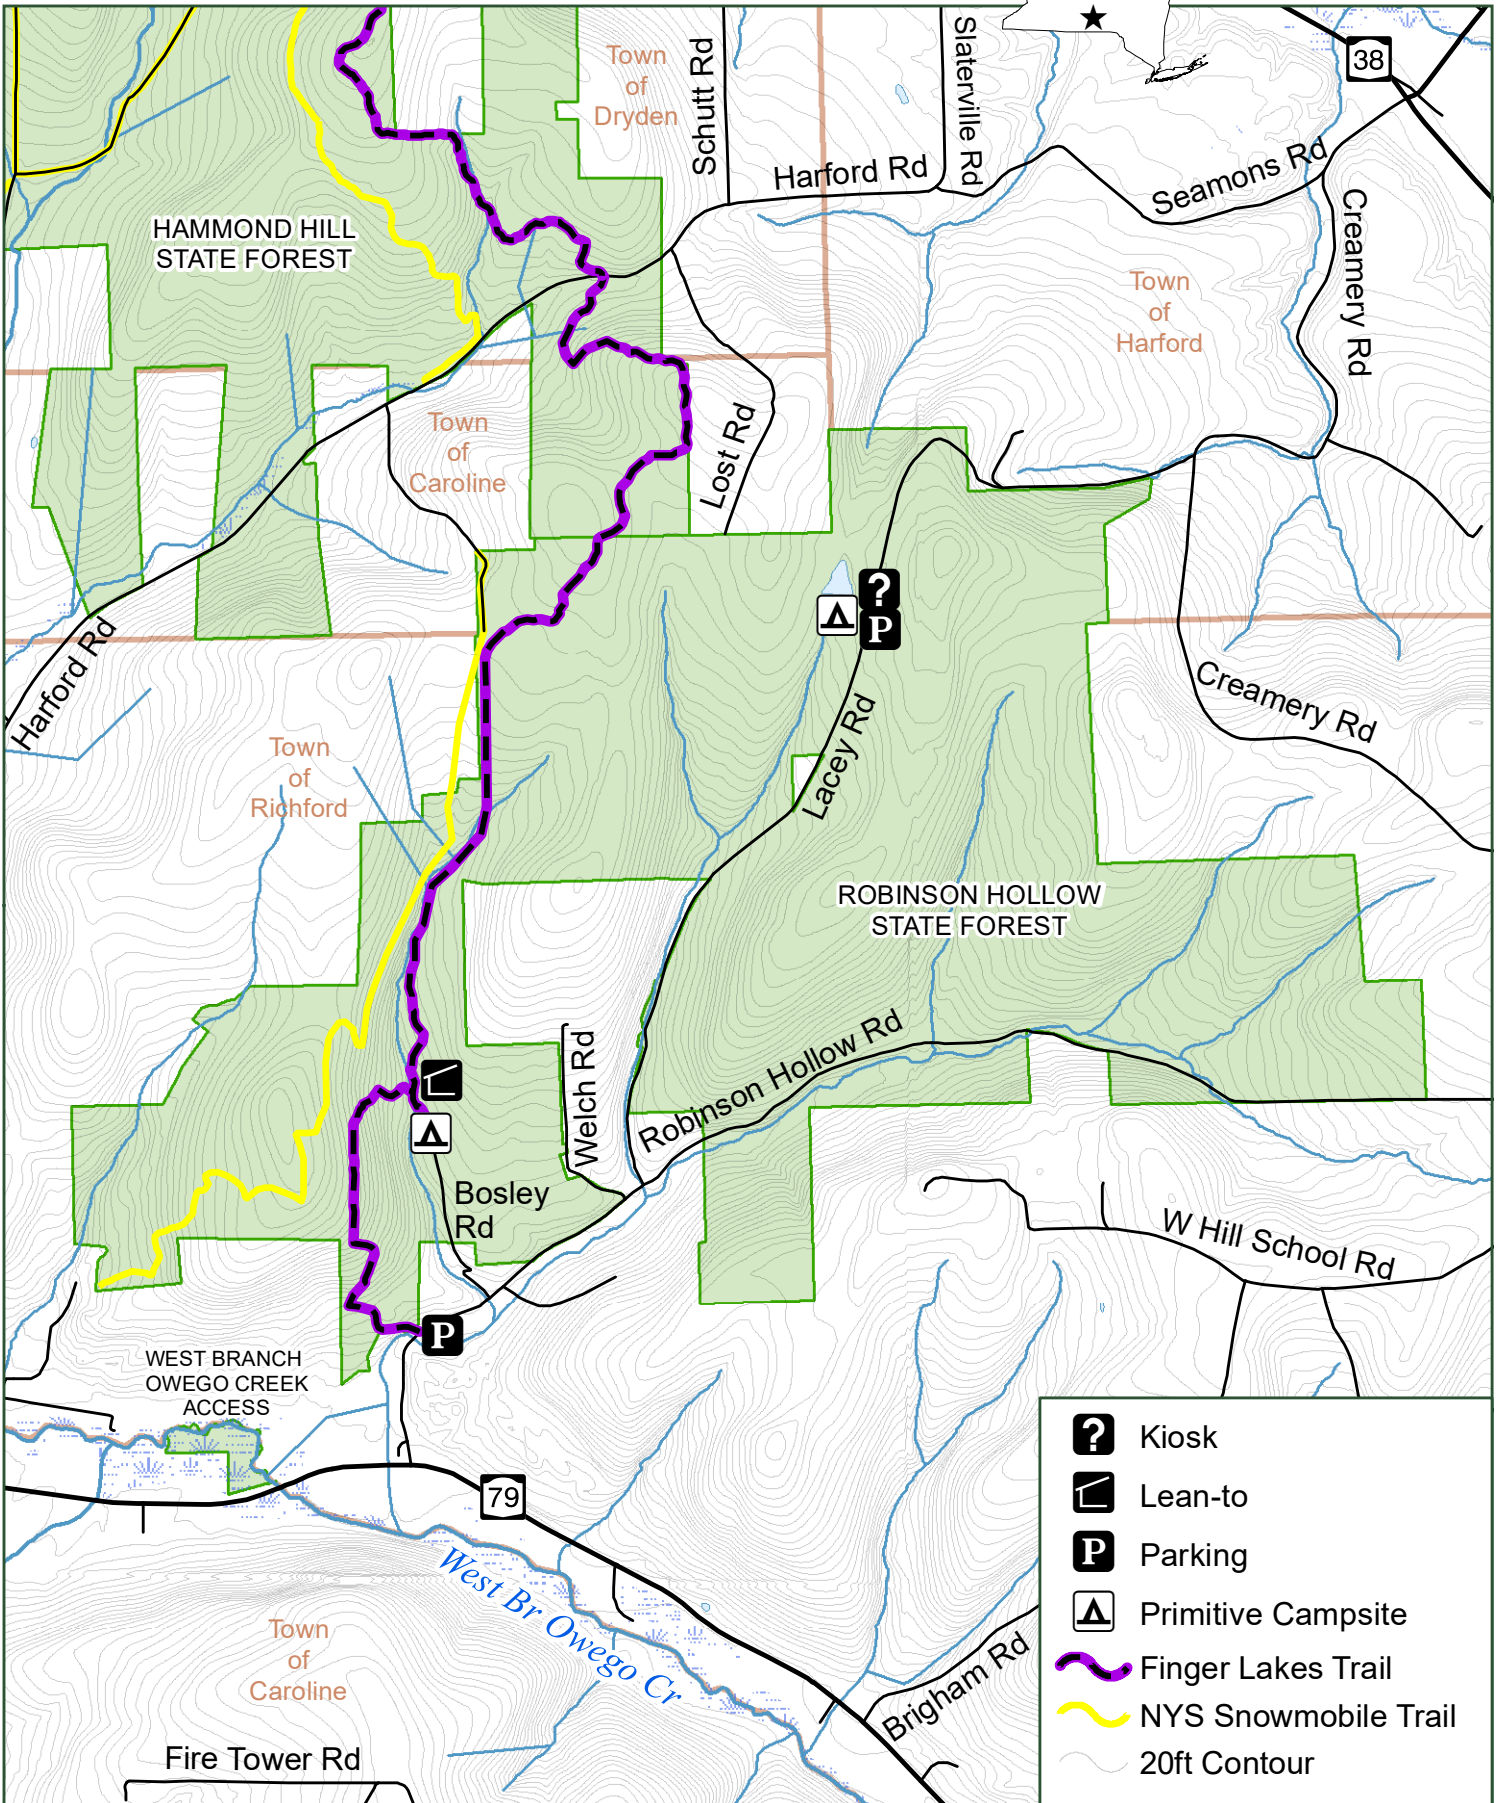 Town
of
Dryden
Schutt Rd
Slaterville Rd
38
Harford Rd
Seamons Rd
Creamery Rd
HAMMOND HILL
STATE FOREST
Town
of
Harford
Town
of
Caroline
Lost Rd
?
P
Harford Rd
Creamery Rd
Lacey Rd
Town
of
Richford
ROBINSON HOLLOW
STATE FOREST
Robinson Hollow Rd
Welch Rd
Bosley
Rd
W Hill School Rd
P
WEST BRANCH
OWEGO CREEK
ACCESS
79
West Br Owego Cr
Town
of
Caroline
Brigham Rd
Fire Tower Rd
? Kiosk
Lean-to
P Parking
Primitive Campsite
Finger Lakes Trail
NYS Snowmobile Trail
20ft Contour